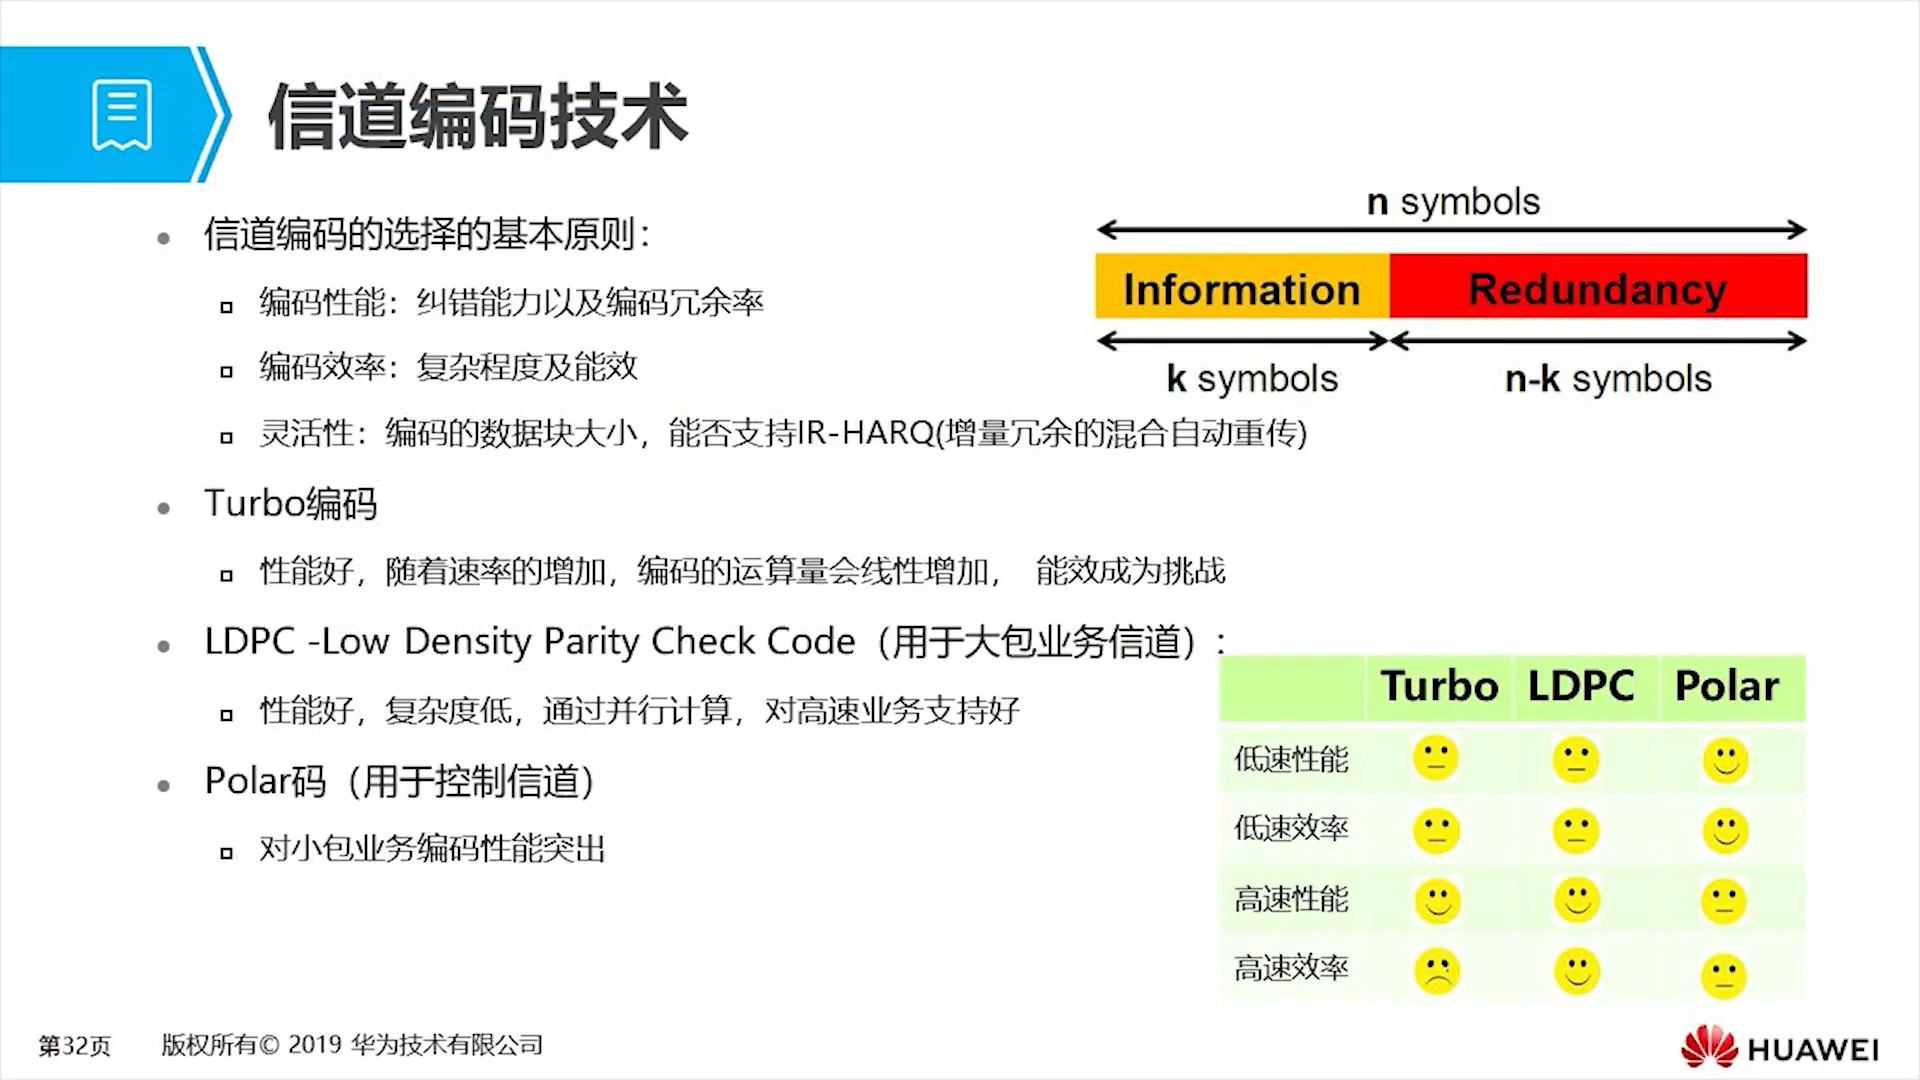 信道编码技术
n symbols
Information Redundancy
k symbols n-k symbols
信道编码的选择的基本原则：
编码性能：纠错能力以及编码冗余率
编码效率：复杂程度及能效
灵活性：编码的数据块大小，能否支持IR-HARQ(增量冗余的混合自动重传)
Turbo编码
性能好，随着速率的增加，编码的运算量会线性增加， 能效成为挑战
LDPC -Low Density Parity Check Code（用于大包业务信道）：
性能好，复杂度低，通过并行计算，对高速业务支持好
Polar码（用于控制信道）
对小包业务编码性能突出
Turbo LDPC Polar
低速性能
低速效率
高速性能
高速效率
第32页 版权所有© 2019 华为技术有限公司
HUAWEI